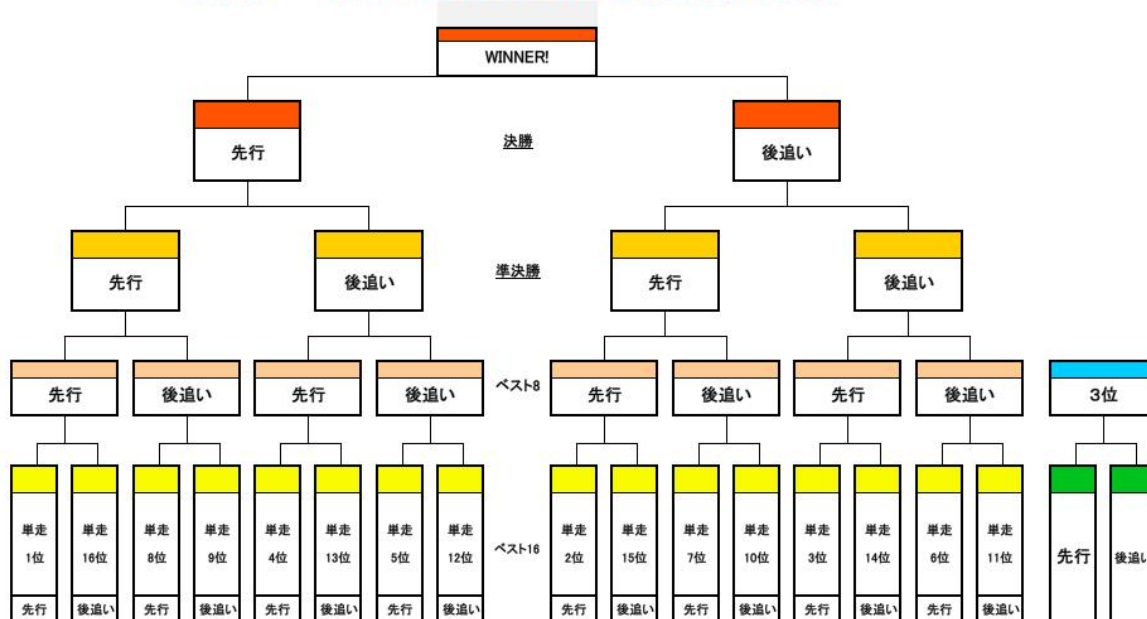 WINNER!
決勝
先行
後追い
準決勝
先行
後追い
先行
後追い
ベスト8
先行
後追い
先行
後追い
先行
後追い
先行
後追い
3位
ベスト16
単走
1位
先行
単走
16位
後追い
単走
8位
先行
単走
9位
後追い
単走
4位
先行
単走
13位
後追い
単走
5位
先行
単走
12位
後追い
単走
2位
先行
単走
15位
後追い
単走
7位
先行
単走
10位
後追い
単走
3位
先行
単走
14位
後追い
単走
6位
先行
単走
11位
後追い
先行
後追い